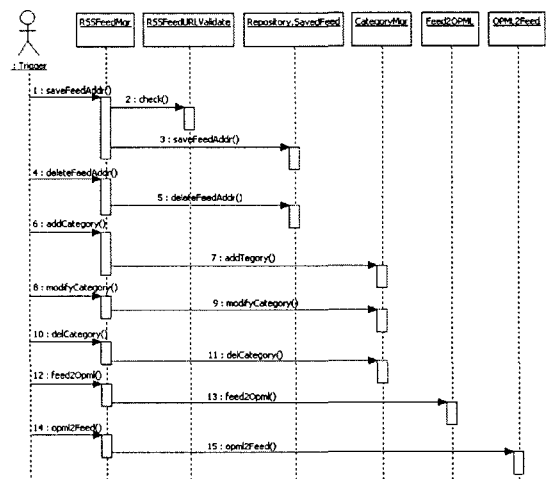 RSSFeedMgr
RSSFeedURLValidate
Repository.SavedFeed
CategoryMgr
Feed2OPML
OPML2Feed
: Trigger
1 : saveFeedAddr()
2 : check()
3 : saveFeedAddr()
4 : deleteFeedAddr()
5 : deleteFeedAddr()
6 : addCategory()
7 : addTegory()
8 : modifyCategory()
9 : modifyCategory()
10 : delCategory()
11 : delCategory()
12 : feed2Opml()
13 : feed2Opml()
14 : opml2Feed()
15 : opml2Feed()